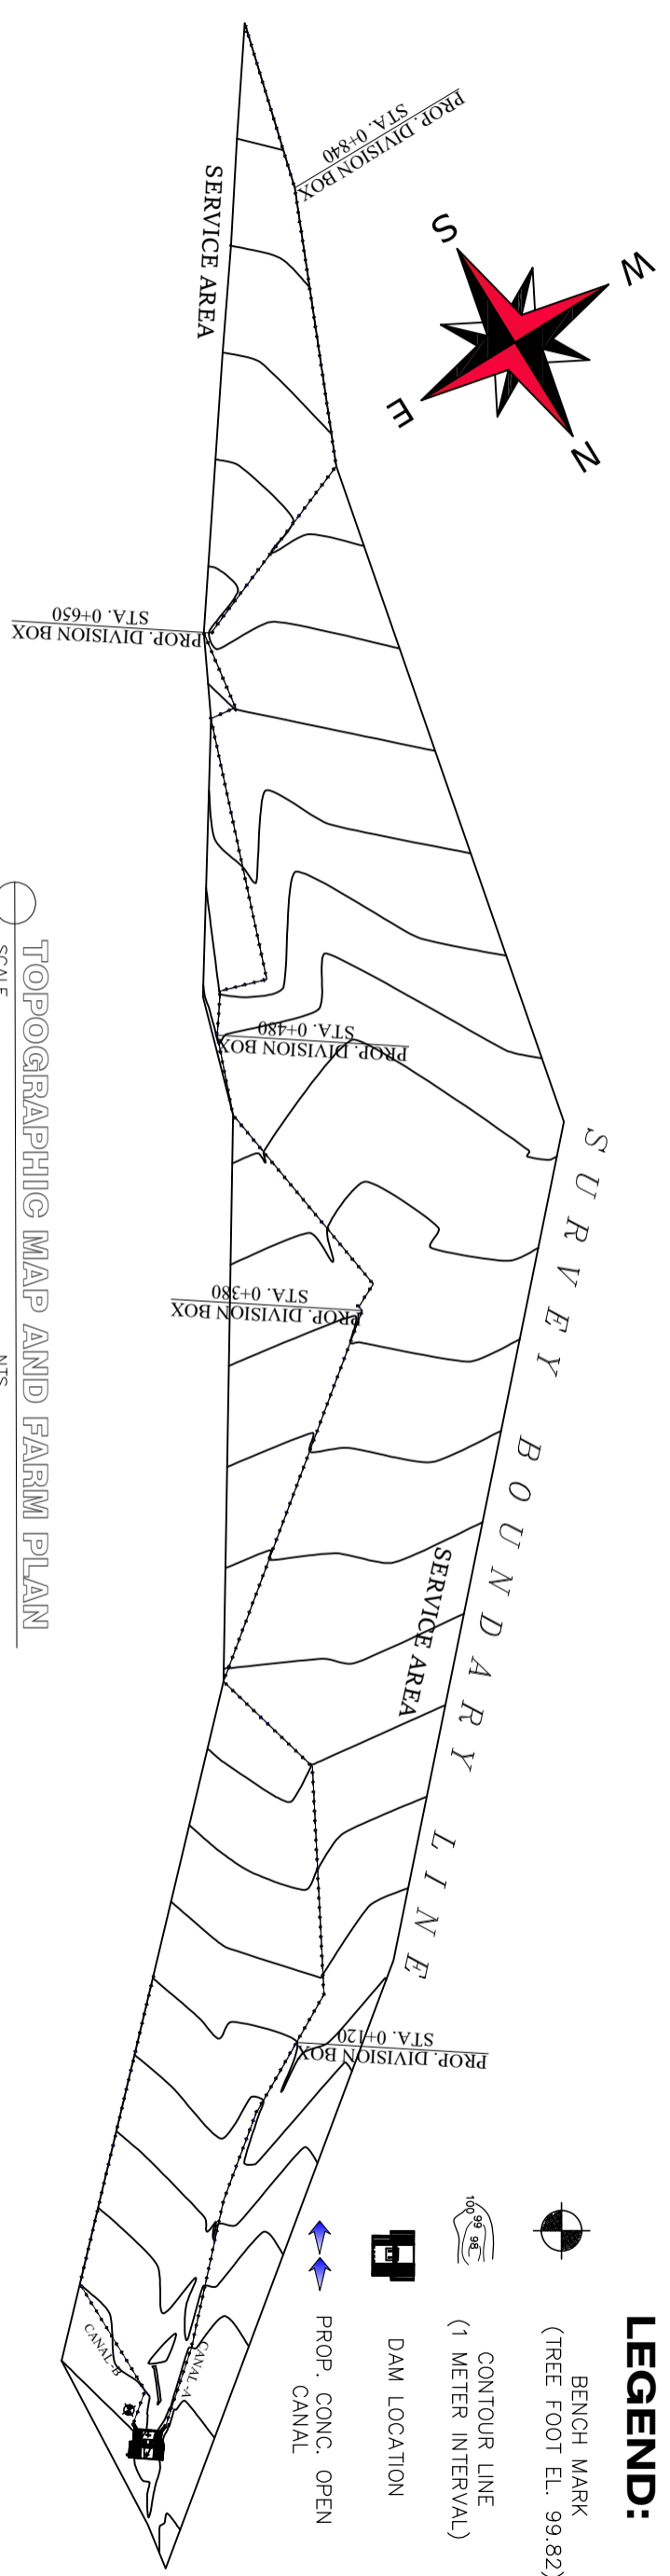 LEGEND:
BENCH MARK
(TREE FOOT EL. 99.82)
CONTOUR LINE
(1 METER INTERVAL)
100
99
98
DAM LOCATION
PROP. CONC. OPEN
CANAL
S
W
E
N
PROP. DIVISION BOX
STA. 0+840
SERVICE AREA
PROP. DIVISION BOX
STA. 0+650
PROP. DIVISION BOX
STA. 0+480
PROP. DIVISION BOX
STA. 0+380
SURVEY BOUNDARY LINE
SERVICE AREA
PROP. DIVISION BOX
STA. 0+120
CANAL-A
CANAL-B
TOPOGRAPHIC MAP AND FARM PLAN
SCALE
NTS